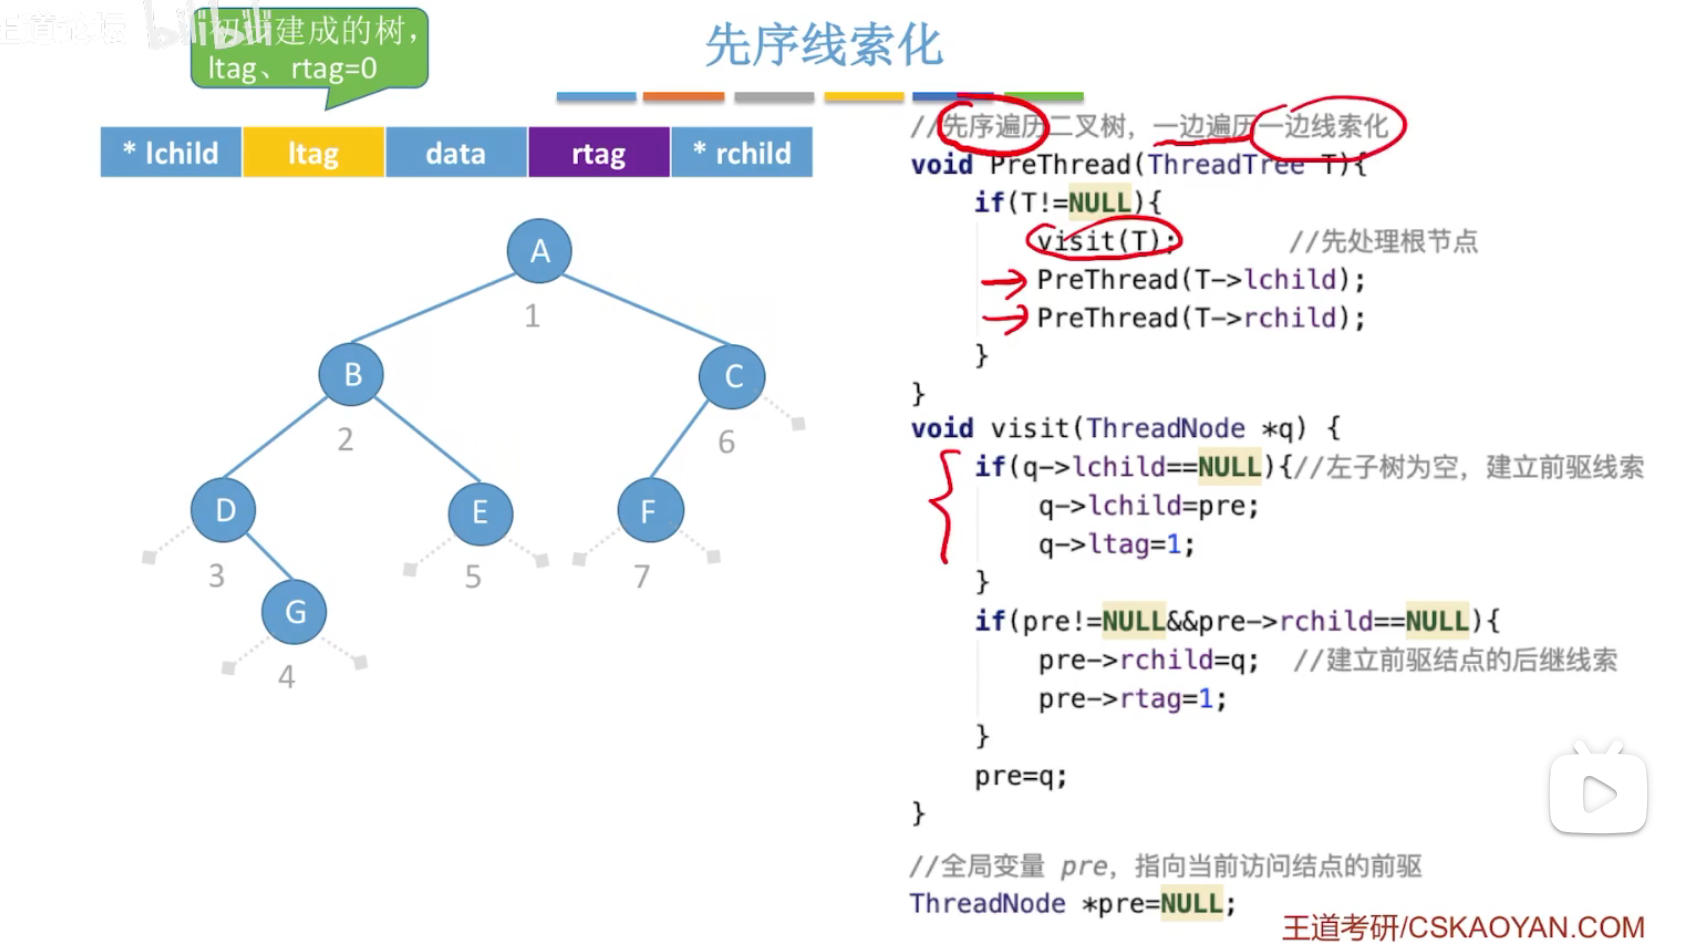 王道论坛 bilibili
初步建成的树,
ltag、rtag=0
先序线索化
* lchild ltag data rtag * rchild
A
1
B
C
2
6
D
E
F
3
5
7
G
4
//先序遍历二叉树，一边遍历一边线索化
void PreThread(ThreadTree T){
if(T!=NULL){
visit(T); //先处理根节点
PreThread(T->lchild);
PreThread(T->rchild);
}
}
void visit(ThreadNode *q) {
if(q->lchild==NULL){//左子树为空，建立前驱线索
q->lchild=pre;
q->ltag=1;
}
if(pre!=NULL&&pre->rchild==NULL){
pre->rchild=q; //建立前驱结点的后继线索
pre->rtag=1;
}
pre=q;
}
//全局变量 pre，指向当前访问结点的前驱
ThreadNode *pre=NULL;
王道考研/CSKAOYAN.COM